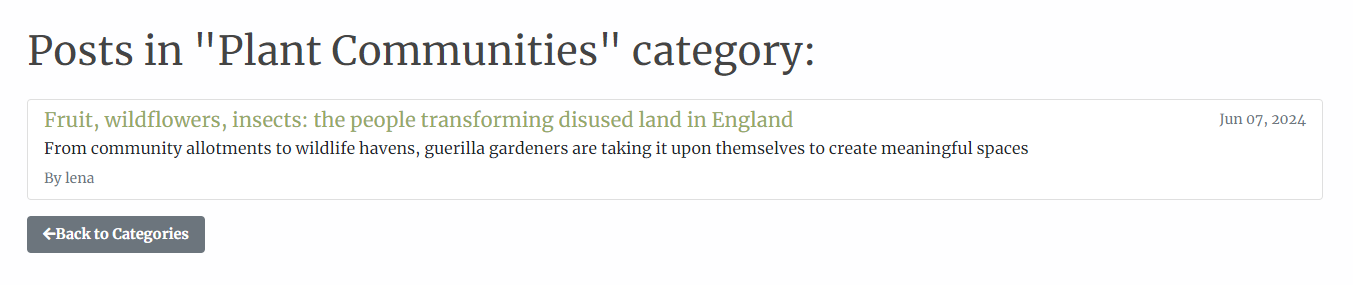 Posts in "Plant Communities" category:
Fruit, wildflowers, insects: the people transforming disused land in England
Jun 07, 2024
From community allotments to wildlife havens, guerilla gardeners are taking it upon themselves to create meaningful spaces
By lena
Back to Categories